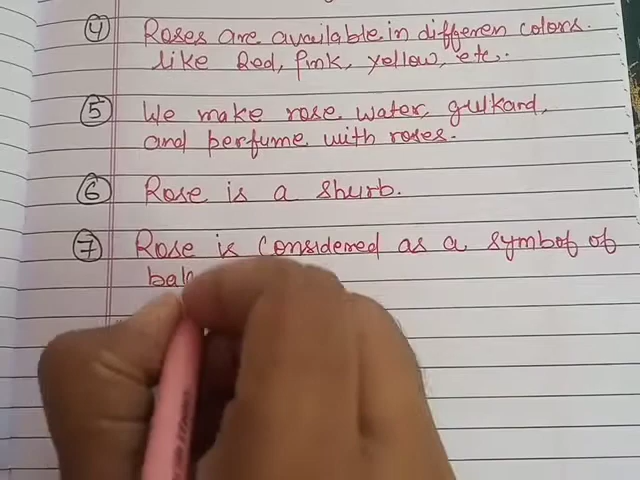 ④ Roses are available in differen colors.
like Red, Pink, yellow, etc.
⑤ We make rose water, gulkand,
and perfume with roses.
⑥ Rose is a shurb.
⑦ Rose is considered as a symbol of